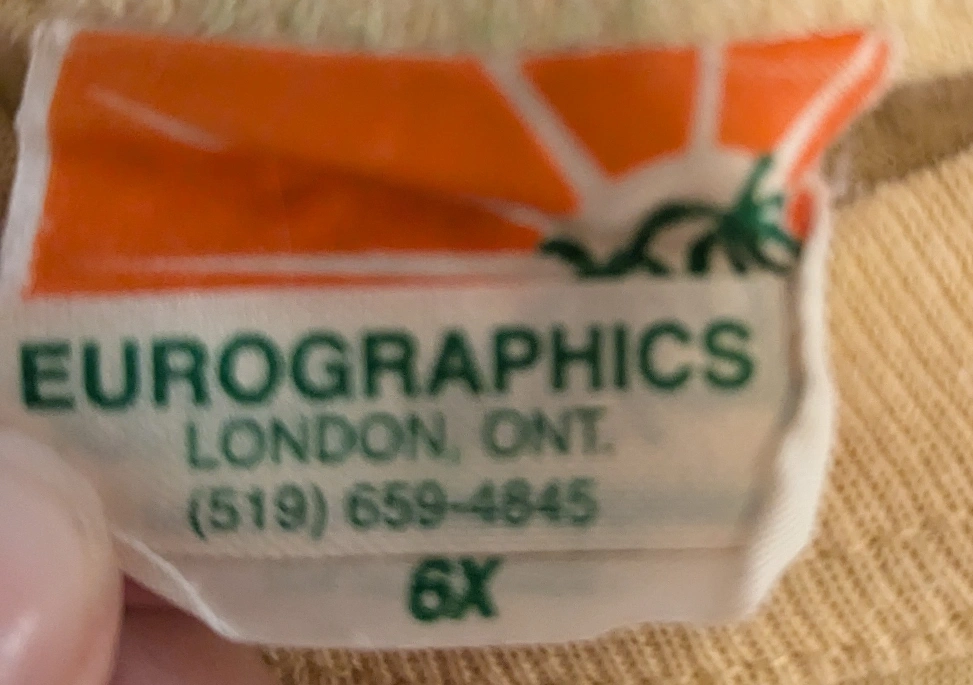 EUROGRAPHICS
LONDON, ONT.
(519) 659-4845
6X